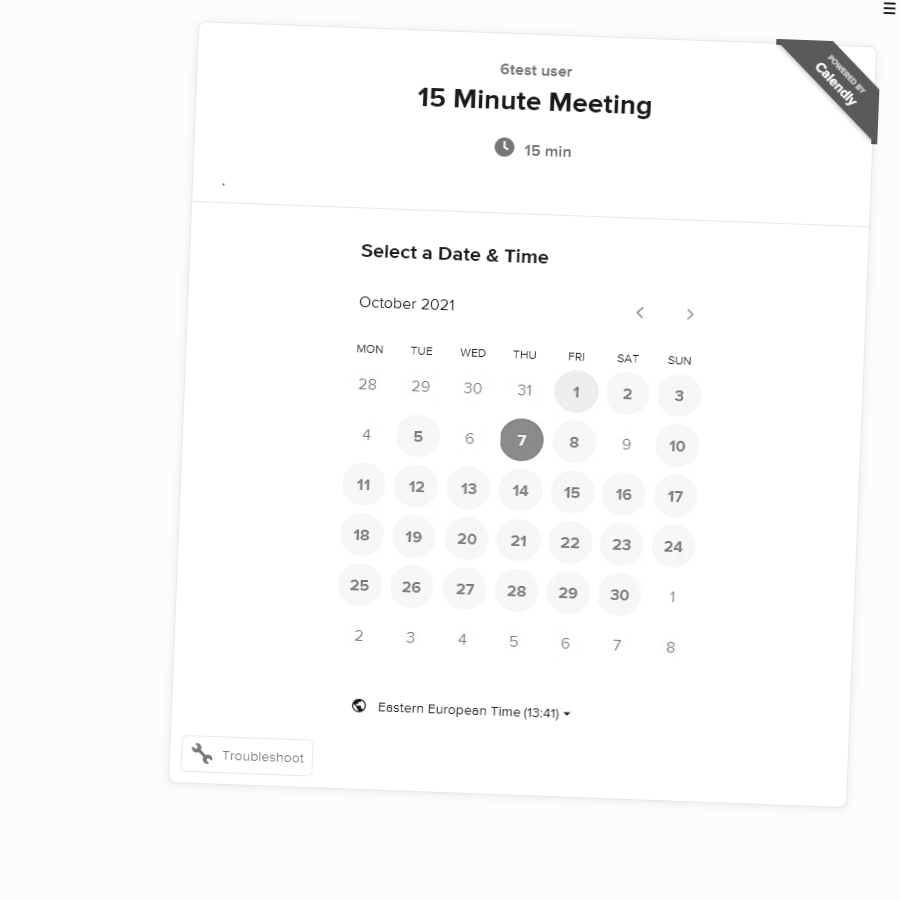 6test user
15 Minute Meeting
15 min
POWERED BY
Calendly
.
Select a Date & Time
October 2021
MON TUE WED THU FRI SAT SUN
28 29 30 31 1 2 3
4 5 6 7 8 9 10
11 12 13 14 15 16 17
18 19 20 21 22 23 24
25 26 27 28 29 30 1
2 3 4 5 6 7 8
Eastern European Time (13:41)
Troubleshoot